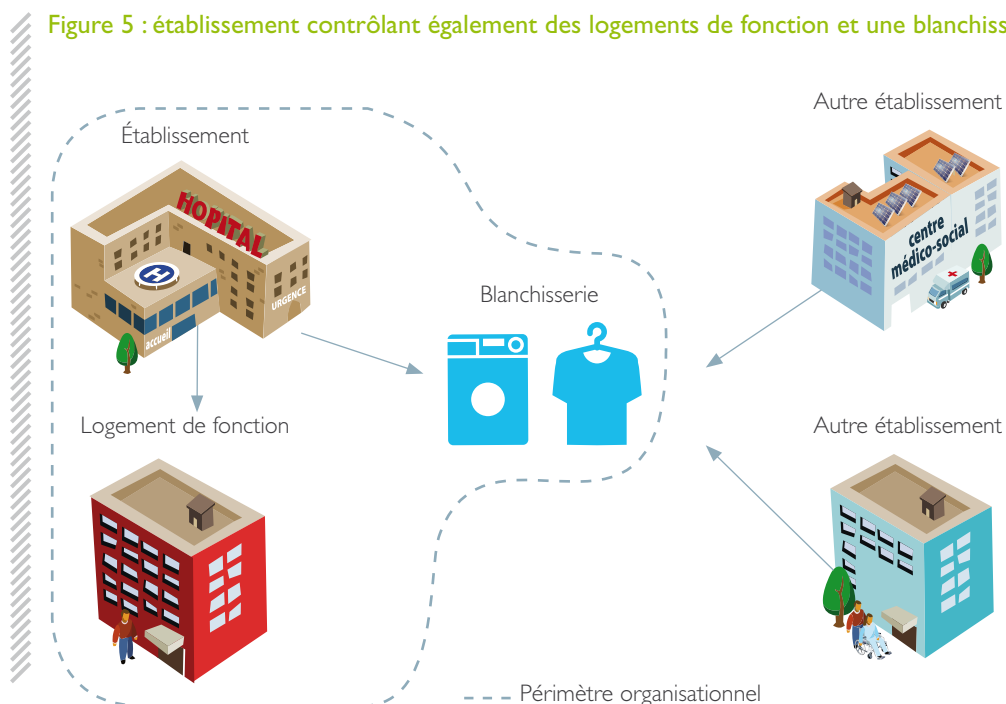 Figure 5 : établissement contrôlant également des logements de fonction et une blanchiss
Autre établissement
Établissement
HOPITAL
H
URGENCE
accueil
centre
médico-social
Blanchisserie
Logement de fonction
Autre établissement
Périmètre organisationnel